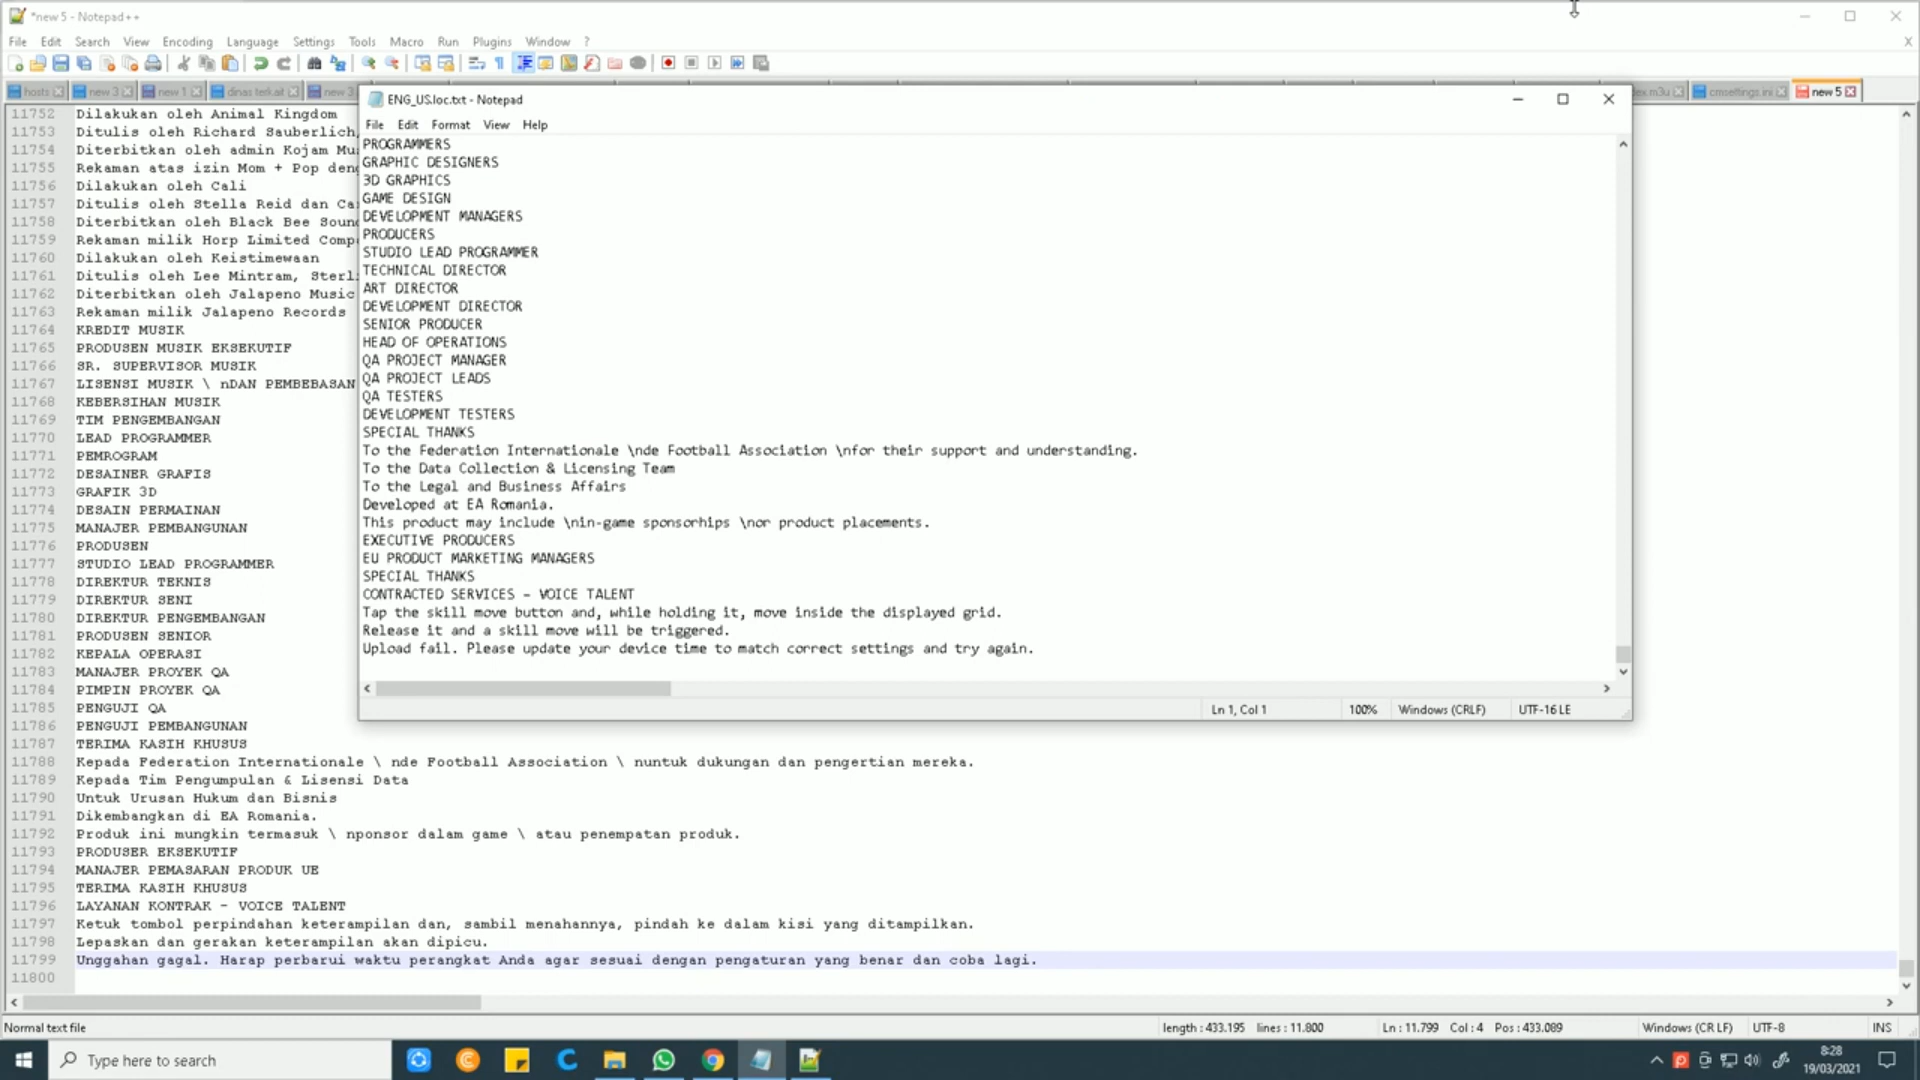 *new 5 - Notepad++
File Edit Search View Encoding Language Settings Tools Macro Run Plugins Window ?
X
hosts new 3 new 1 dinas terkait new 3 ex.m3u cmsettings.ini new 5
11752 Dilakukan oleh Animal Kingdom
11753 Ditulis oleh Richard Sauberlich,
11754 Diterbitkan oleh admin Kojam Mu
11755 Rekaman atas izin Mom + Pop deng
11756 Dilakukan oleh Cali
11757 Ditulis oleh Stella Reid dan Ca
11758 Diterbitkan oleh Black Bee Soun
11759 Rekaman milik Horp Limited Comp
11760 Dilakukan oleh Keistimewaan
11761 Ditulis oleh Lee Mintram, Sterl
11762 Diterbitkan oleh Jalapeno Music
11763 Rekaman milik Jalapeno Records
11764 KREDIT MUSIK
11765 PRODUSEN MUSIK EKSEKUTIF
11766 SR. SUPERVISOR MUSIK
11767 LISENSI MUSIK \ nDAN PEMBEBASAN
11768 KEBERSIHAN MUSIK
11769 TIM PENGEMBANGAN
11770 LEAD PROGRAMMER
11771 PEMROGRAM
11772 DESAINER GRAFIS
11773 GRAFIK 3D
11774 DESAIN PERMAINAN
11775 MANAJER PEMBANGUNAN
11776 PRODUSEN
11777 STUDIO LEAD PROGRAMMER
11778 DIREKTUR TEKNIS
11779 DIREKTUR SENI
11780 DIREKTUR PENGEMBANGAN
11781 PRODUSEN SENIOR
11782 KEPALA OPERASI
11783 MANAJER PROYEK QA
11784 PIMPIN PROYEK QA
11785 PENGUJI QA
11786 PENGUJI PEMBANGUNAN
11787 TERIMA KASIH KHUSUS
11788 Kepada Federation Internationale \ nde Football Association \ nuntuk dukungan dan pengertian mereka.
11789 Kepada Tim Pengumpulan & Lisensi Data
11790 Untuk Urusan Hukum dan Bisnis
11791 Dikembangkan di EA Romania.
11792 Produk ini mungkin termasuk \ nponsor dalam game \ atau penempatan produk.
11793 PRODUSER EKSEKUTIF
11794 MANAJER PEMASARAN PRODUK UE
11795 TERIMA KASIH KHUSUS
11796 LAYANAN KONTRAK - VOICE TALENT
11797 Ketuk tombol perpindahan keterampilan dan, sambil menahannya, pindah ke dalam kisi yang ditampilkan.
11798 Lepaskan dan gerakan keterampilan akan dipicu.
11799 Unggahan gagal. Harap perbarui waktu perangkat Anda agar sesuai dengan pengaturan yang benar dan coba lagi.
11800
ENG_US.loc.txt - Notepad
File Edit Format View Help
PROGRAMMERS
GRAPHIC DESIGNERS
3D GRAPHICS
GAME DESIGN
DEVELOPMENT MANAGERS
PRODUCERS
STUDIO LEAD PROGRAMMER
TECHNICAL DIRECTOR
ART DIRECTOR
DEVELOPMENT DIRECTOR
SENIOR PRODUCER
HEAD OF OPERATIONS
QA PROJECT MANAGER
QA PROJECT LEADS
QA TESTERS
DEVELOPMENT TESTERS
SPECIAL THANKS
To the Federation Internationale \nde Football Association \nfor their support and understanding.
To the Data Collection & Licensing Team
To the Legal and Business Affairs
Developed at EA Romania.
This product may include \nin-game sponsorhips \nor product placements.
EXECUTIVE PRODUCERS
EU PRODUCT MARKETING MANAGERS
SPECIAL THANKS
CONTRACTED SERVICES - VOICE TALENT
Tap the skill move button and, while holding it, move inside the displayed grid.
Release it and a skill move will be triggered.
Upload fail. Please update your device time to match correct settings and try again.
Ln 1, Col 1 100% Windows (CRLF) UTF-16 LE
Normal text file length : 433.195 lines : 11.800 Ln : 11.799 Col : 4 Pos : 433.089 Windows (CR LF) UTF-8 INS
Type here to search
8:28
19/03/2021